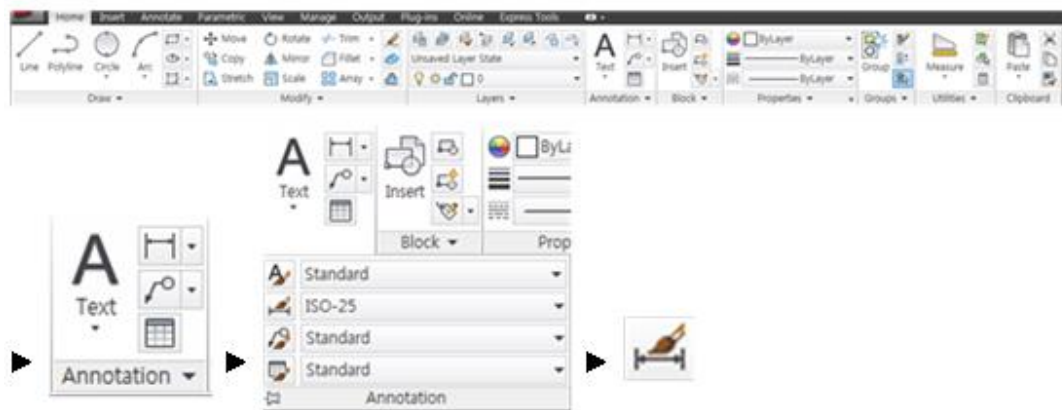 Home Insert Annotate Parametric View Manage Output Plug-ins Online Express Tools
Line Polyline Circle Arc Move Rotate Trim Unsaved Layer State Text Insert ByLayer Group Measure Paste
Copy Mirror Fillet ByLayer
Stretch Scale Array 0 ByLayer
Draw Modify Layers Annotation Block Properties Groups Utilities Clipboard
A
Text
Insert
ByLa
Block
Prop
Standard
ISO-25
Standard
Standard
Annotation
A
Text
Annotation